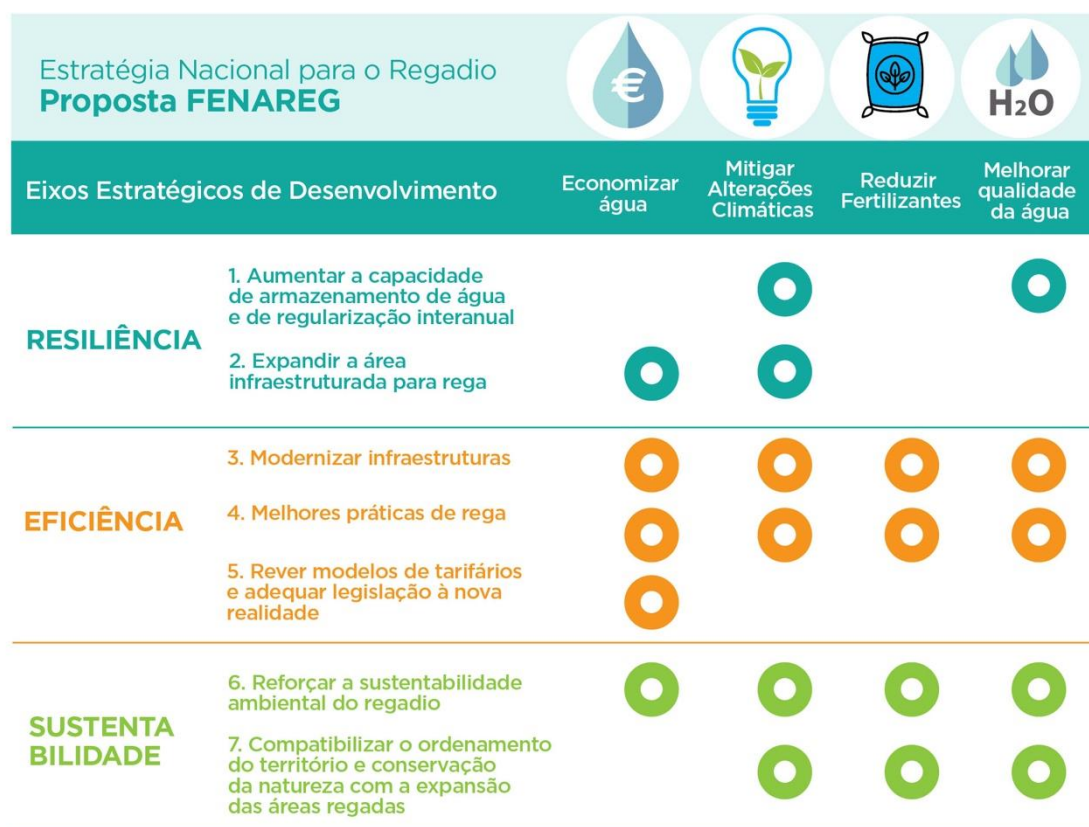 Estratégia Nacional para o Regadio
Proposta FENAREG
€
H₂O
Eixos Estratégicos de Desenvolvimento
Economizar
água
Mitigar
Alterações
Climáticas
Reduzir
Fertilizantes
Melhorar
qualidade
da água
RESILIÊNCIA
1. Aumentar a capacidade
de armazenamento de água
e de regularização interanual
2. Expandir a área
infraestruturada para rega
EFICIÊNCIA
3. Modernizar infraestruturas
4. Melhores práticas de rega
5. Rever modelos de tarifários
e adequar legislação à nova
realidade
SUSTENTA
BILIDADE
6. Reforçar a sustentabilidade
ambiental do regadio
7. Compatibilizar o ordenamento
do território e conservação
da natureza com a expansão
das áreas regadas